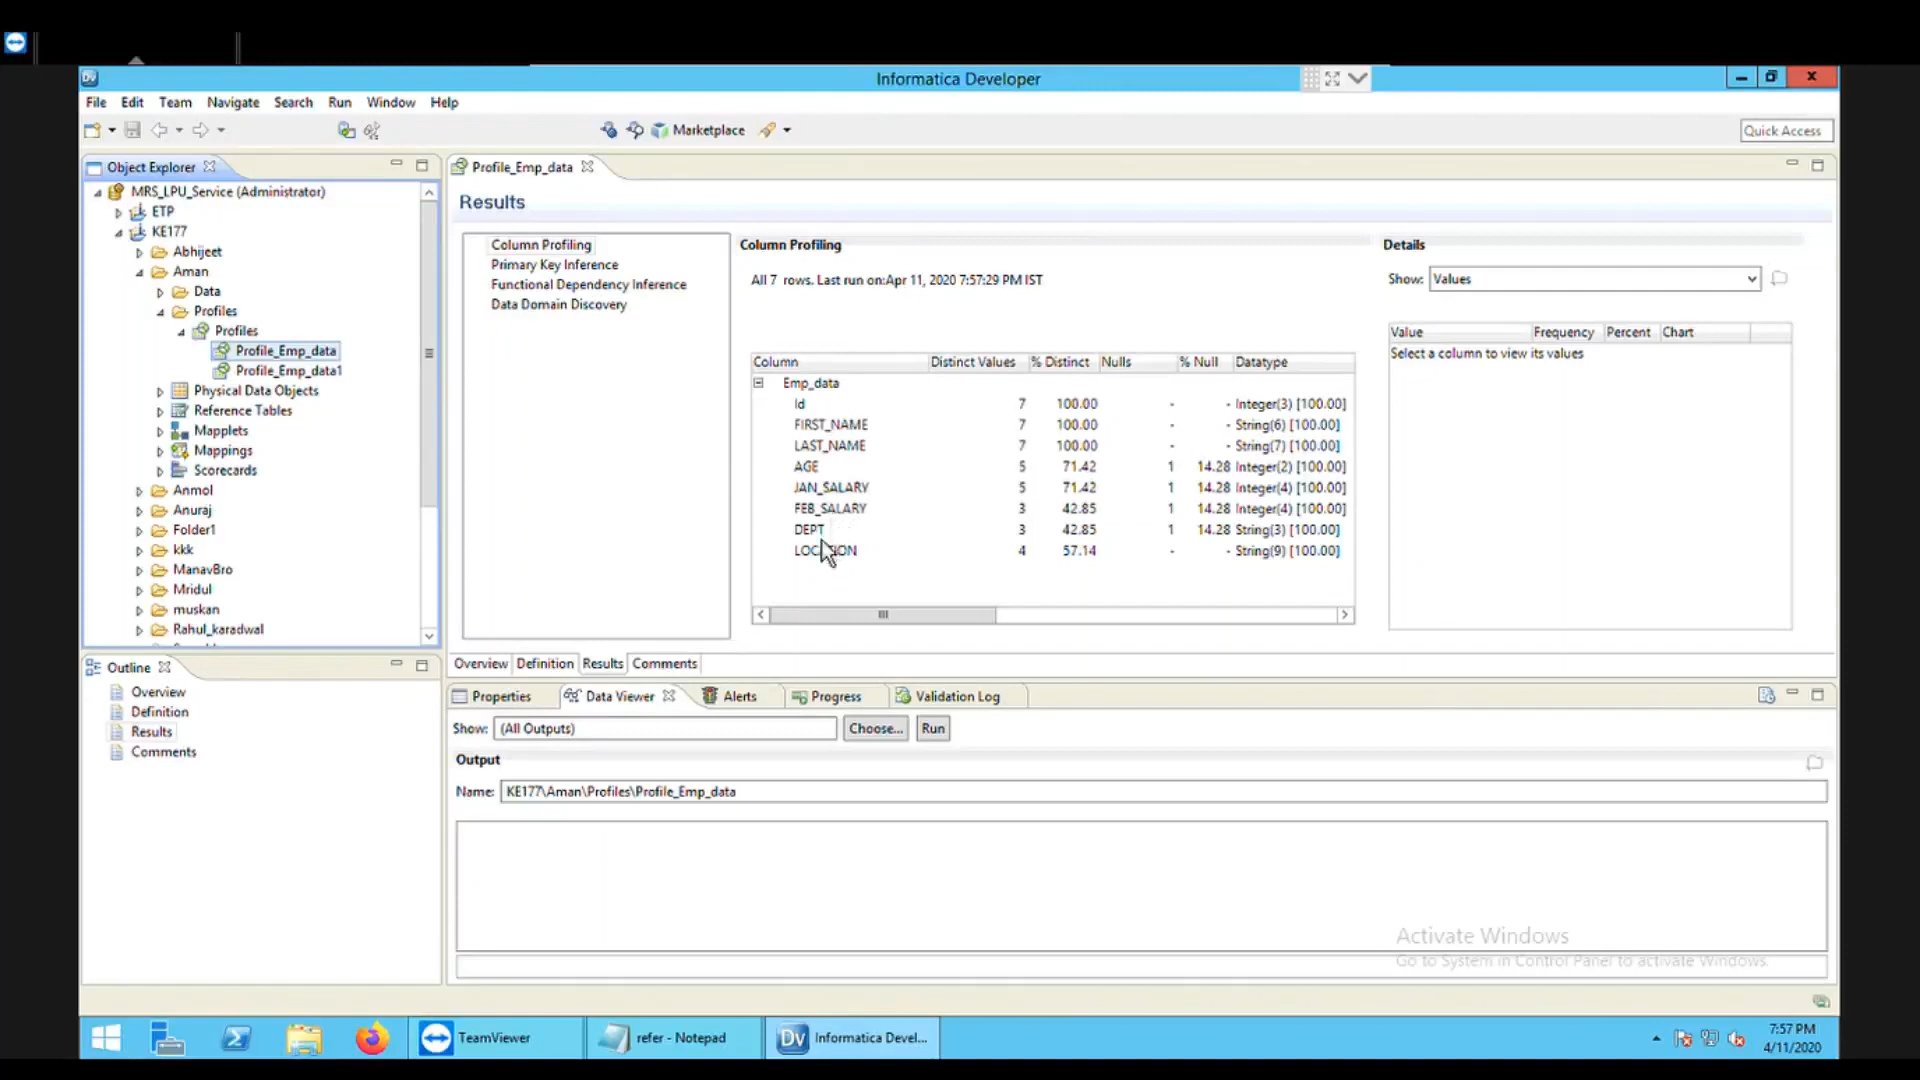 Informatica Developer
File Edit Team Navigate Search Run Window Help
Marketplace
Quick Access
Object Explorer
MRS_LPU_Service (Administrator)
ETP
KE177
Abhijeet
Aman
Data
Profiles
Profiles
Profile_Emp_data
Profile_Emp_data1
Physical Data Objects
Reference Tables
Mapplets
Mappings
Scorecards
Anmol
Anuraj
Folder1
kkk
ManavBro
Mridul
muskan
Rahul_karadwal
Outline
Overview
Definition
Results
Comments
Profile_Emp_data
Results
Column Profiling
Primary Key Inference
Functional Dependency Inference
Data Domain Discovery
Column Profiling
All 7 rows. Last run on:Apr 11, 2020 7:57:29 PM IST
Column Distinct Values % Distinct Nulls % Null Datatype
Emp_data
Id 7 100.00 - - Integer(3) [100.00]
FIRST_NAME 7 100.00 - - String(6) [100.00]
LAST_NAME 7 100.00 - - String(7) [100.00]
AGE 5 71.42 1 14.28 Integer(2) [100.00]
JAN_SALARY 5 71.42 1 14.28 Integer(4) [100.00]
FEB_SALARY 3 42.85 1 14.28 Integer(4) [100.00]
DEPT 3 42.85 1 14.28 String(3) [100.00]
LOCATION 4 57.14 - - String(9) [100.00]
Details
Show: Values
Value Frequency Percent Chart
Select a column to view its values
Overview Definition Results Comments
Properties Data Viewer Alerts Progress Validation Log
Show: (All Outputs) Choose... Run
Output
Name: KE177\Aman\Profiles\Profile_Emp_data
Activate Windows
Go to System in Control Panel to activate Windows.
TeamViewer
refer - Notepad
Dv Informatica Devel...
7:57 PM
4/11/2020